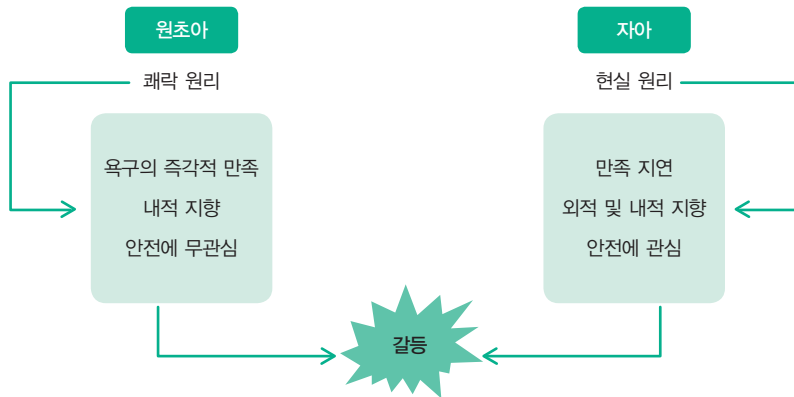 원초아
쾌락 원리
욕구의 즉각적 만족
내적 지향
안전에 무관심
자아
현실 원리
만족 지연
외적 및 내적 지향
안전에 관심
갈등